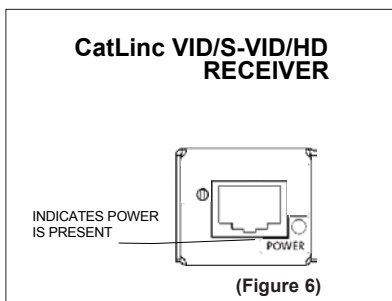 CatLinc VID/S-VID/HD
RECEIVER
INDICATES POWER
IS PRESENT
POWER
(Figure 6)